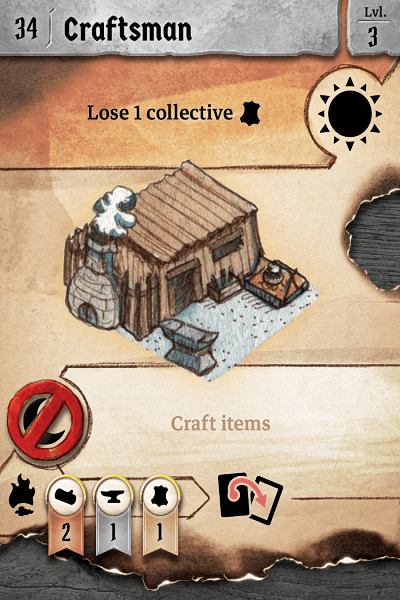 34 Craftsman
Lvl.
3
Lose 1 collective
Craft items
2 1 1